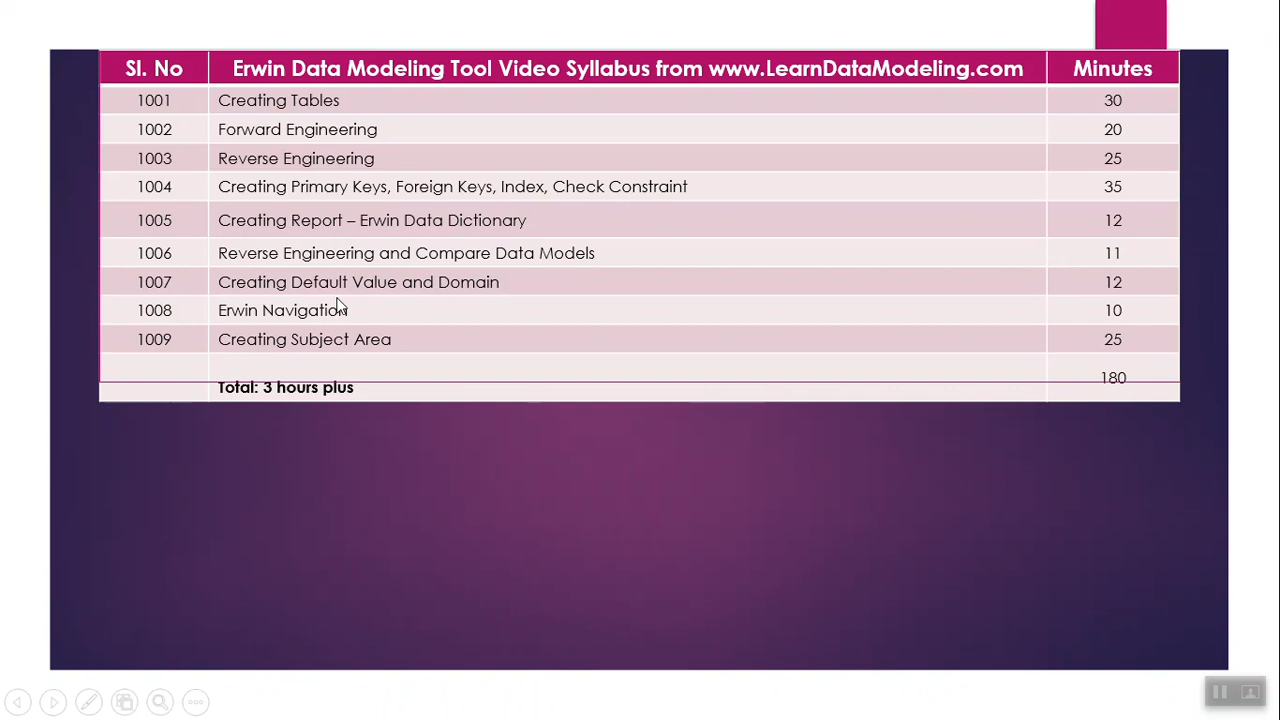 Sl. No Erwin Data Modeling Tool Video Syllabus from www.LearnDataModeling.com Minutes
1001 Creating Tables 30
1002 Forward Engineering 20
1003 Reverse Engineering 25
1004 Creating Primary Keys, Foreign Keys, Index, Check Constraint 35
1005 Creating Report – Erwin Data Dictionary 12
1006 Reverse Engineering and Compare Data Models 11
1007 Creating Default Value and Domain 12
1008 Erwin Navigation 10
1009 Creating Subject Area 25
Total: 3 hours plus 180